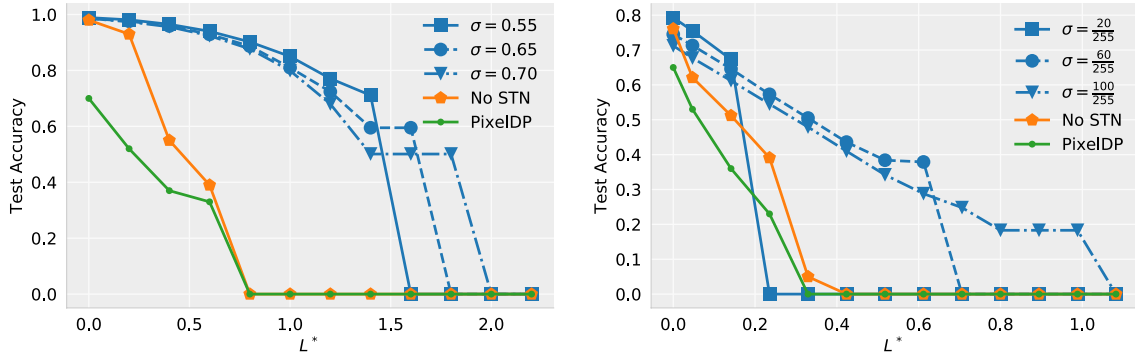 1.0
0.8
0.6
0.4
0.2
0.0
Test Accuracy
0.0
0.5
1.0
1.5
2.0
L*
σ = 0.55
σ = 0.65
σ = 0.70
No STN
PixelDP
0.8
0.7
0.6
0.5
0.4
0.3
0.2
0.1
0.0
Test Accuracy
0.0
0.2
0.4
0.6
0.8
1.0
L*
σ = 20/255
σ = 60/255
σ = 100/255
No STN
PixelDP